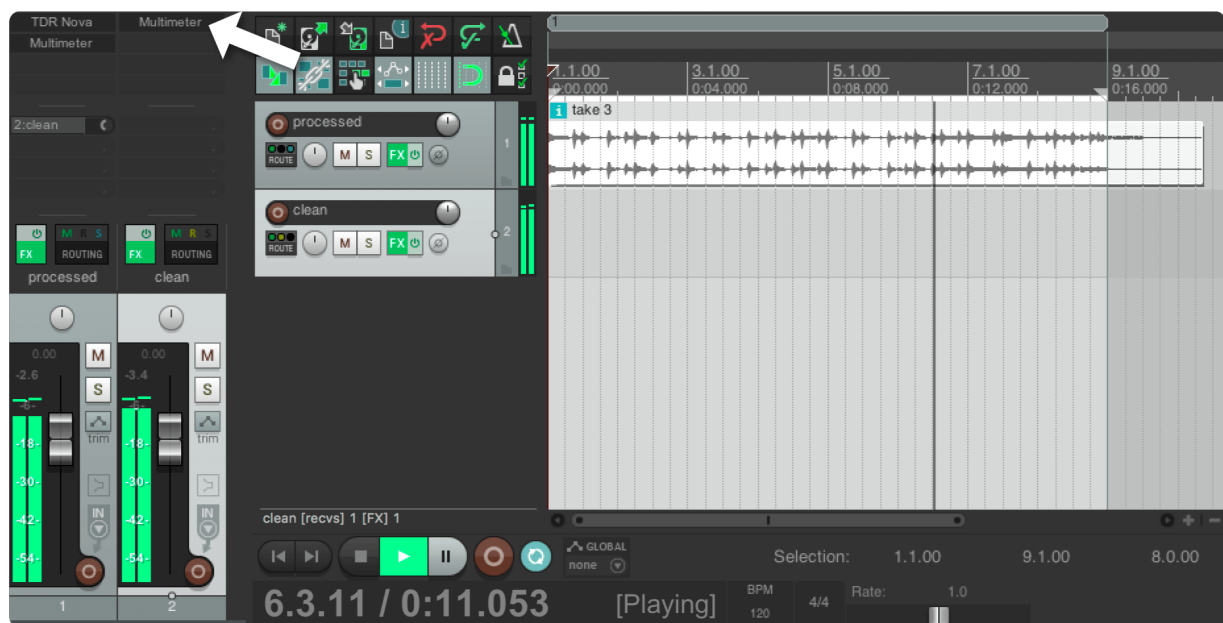 TDR Nova
Multimeter
Multimeter
2:clean
M R S
FX
ROUTING
M R S
FX
ROUTING
processed
clean
0.00
-2.6
M
S
trim
IN
0.00
-3.4
M
S
trim
IN
-6-
-18-
-30-
-42-
-54-
-6-
-18-
-30-
-42-
-54-
1
2
processed
ROUTE
M
S
FX
1
clean
ROUTE
M
S
FX
2
clean [recvs] 1 [FX] 1
1
1.1.00
3.1.00
5.1.00
7.1.00
9.1.00
0:00.000
0:04.000
0:08.000
0:12.000
0:16.000
take 3
GLOBAL
none
Selection: 1.1.00 9.1.00 8.0.00
6.3.11 / 0:11.053
[Playing]
BPM
120
4/4
Rate: 1.0